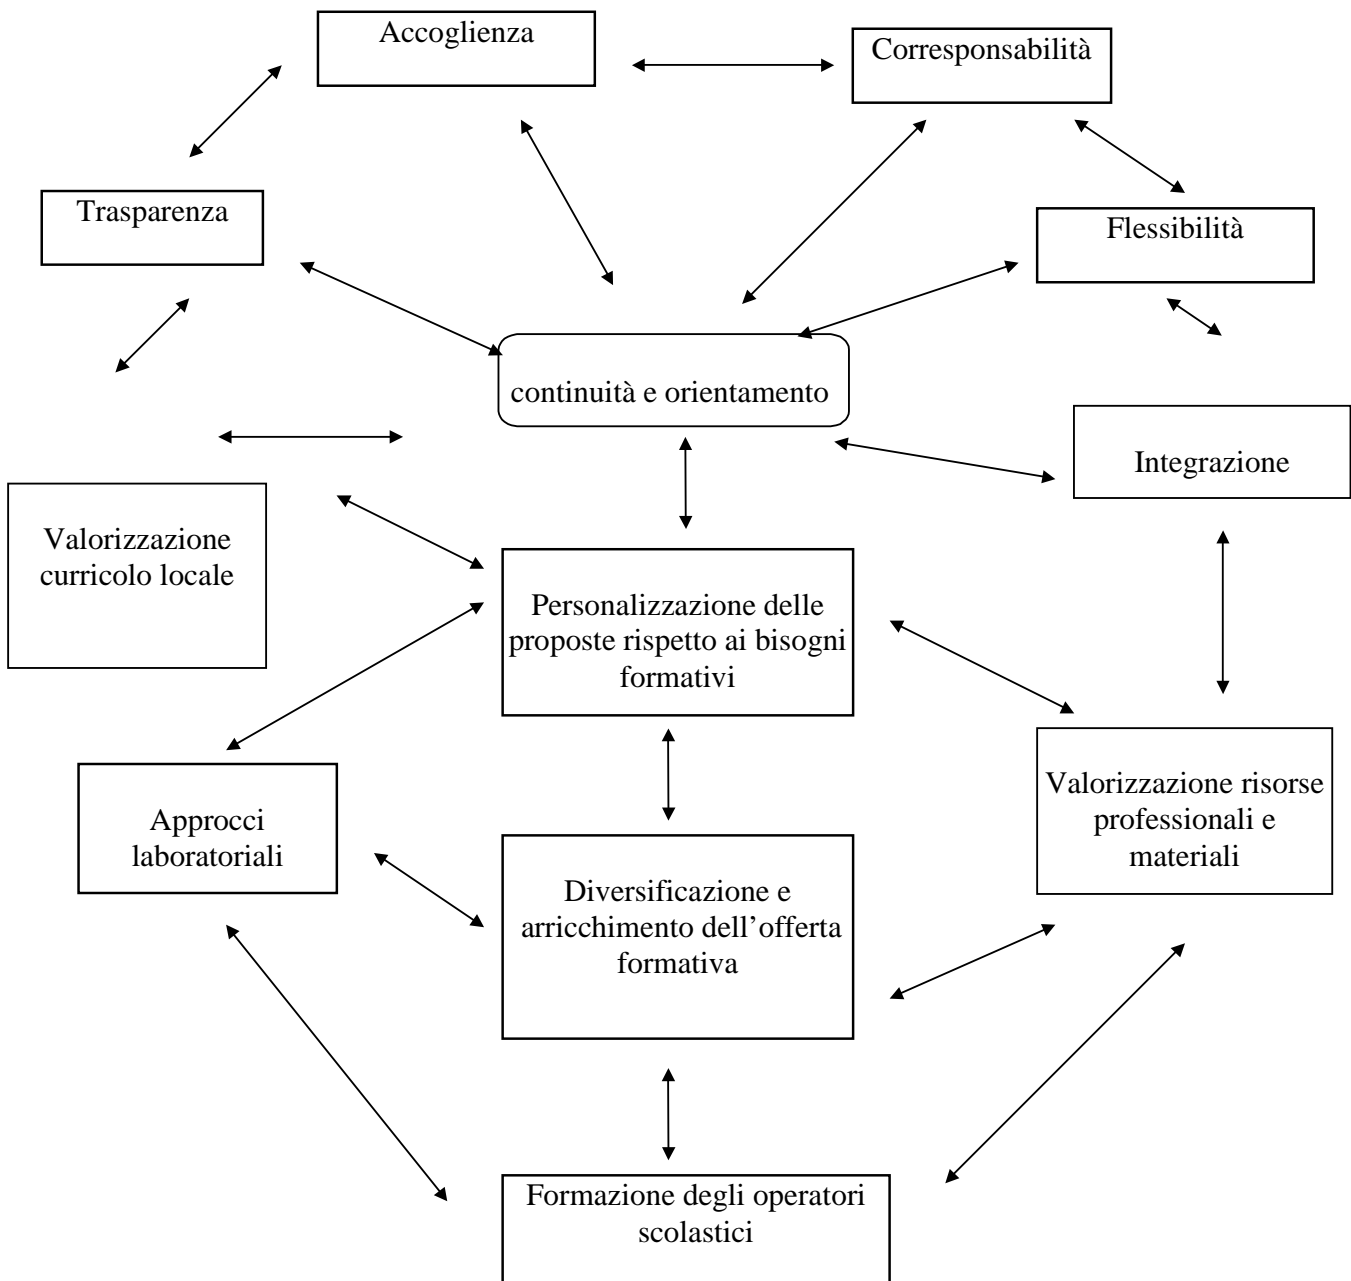 Accoglienza
Corresponsabilità
Trasparenza
Flessibilità
continuità e orientamento
Integrazione
Valorizzazione
curricolo locale
Personalizzazione delle
proposte rispetto ai bisogni
formativi
Approcci
laboratoriali
Valorizzazione risorse
professionali e
materiali
Diversificazione e
arricchimento dell’offerta
formativa
Formazione degli operatori
scolastici